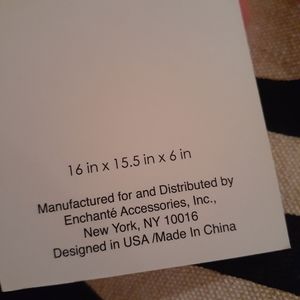 16 in x 15.5 in x 6 in
Manufactured for and Distributed by
Enchanté Accessories, Inc.,
New York, NY 10016
Designed in USA /Made In China